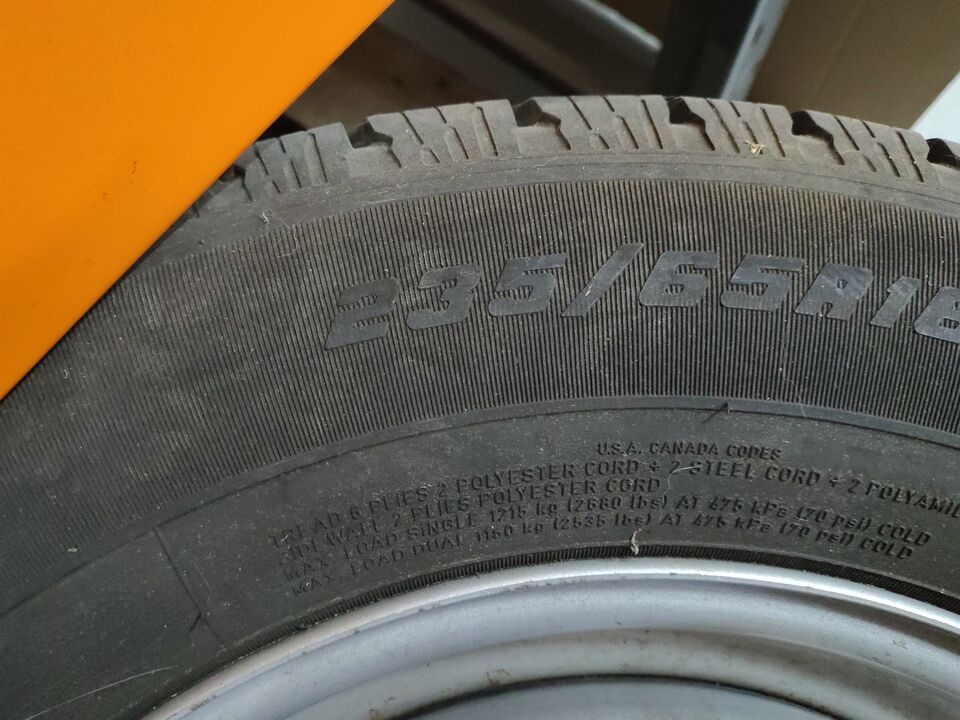 235/65R16
U.S.A. CANADA CODES
TREAD 6 PLIES 2 POLYESTER CORD + 2 STEEL CORD + 2 POLYAMID
SIDEWALL 2 PLIES POLYESTER CORD
MAX. LOAD SINGLE 1215 kg (2680 lbs) AT 475 kPa (70 psi) COLD
MAX. LOAD DUAL 1150 kg (2535 lbs) AT 475 kPa (70 psi) COLD